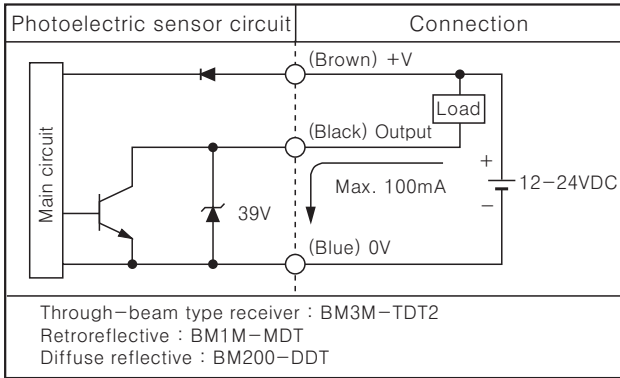 Photoelectric sensor circuit
Connection
(Brown) +V
Load
(Black) Output
Main circuit
Max. 100mA
+
12-24VDC
39V
−
(Blue) 0V
Through-beam type receiver : BM3M-TDT2
Retroreflective : BM1M-MDT
Diffuse reflective : BM200-DDT